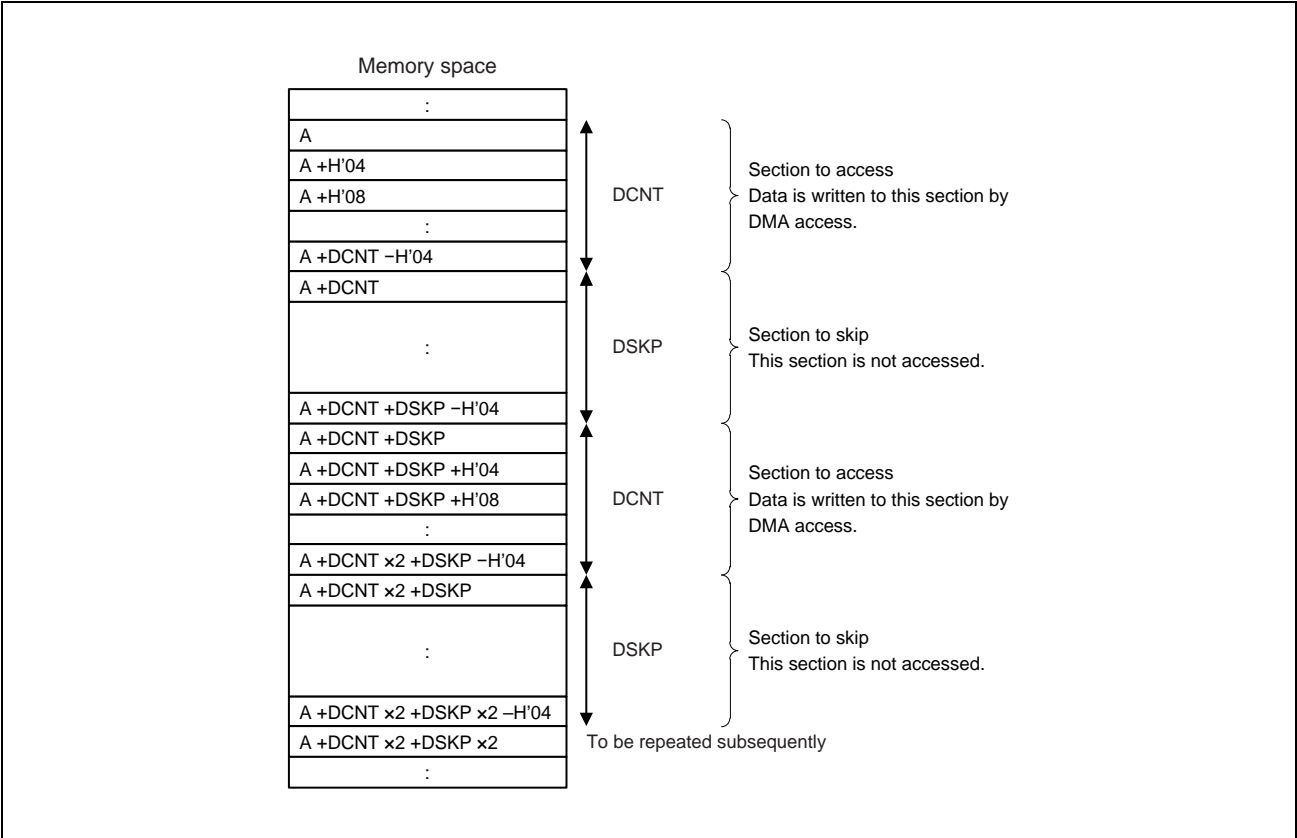 Memory space
:
A
A +H'04
A +H'08
:
A +DCNT −H'04
DCNT
Section to access
Data is written to this section by
DMA access.
A +DCNT
:
A +DCNT +DSKP −H'04
DSKP
Section to skip
This section is not accessed.
A +DCNT +DSKP
A +DCNT +DSKP +H'04
A +DCNT +DSKP +H'08
:
A +DCNT ×2 +DSKP −H'04
DCNT
Section to access
Data is written to this section by
DMA access.
A +DCNT ×2 +DSKP
:
A +DCNT ×2 +DSKP ×2 –H'04
DSKP
Section to skip
This section is not accessed.
A +DCNT ×2 +DSKP ×2
To be repeated subsequently
: